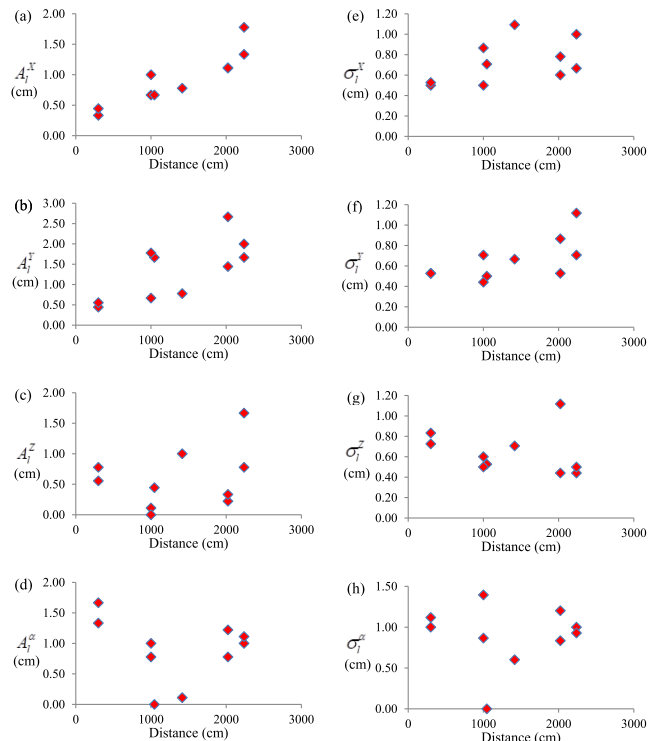 (a)
2.00
1.50
1.00
0.50
0.00
A_l^X
(cm)
0 1000 2000 3000
Distance (cm)
(e)
1.20
1.00
0.80
0.60
0.40
0.20
0.00
σ_l^X
(cm)
0 1000 2000 3000
Distance (cm)
(b)
3.00
2.50
2.00
1.50
1.00
0.50
0.00
A_l^Y
(cm)
0 1000 2000 3000
Distance (cm)
(f)
1.20
1.00
0.80
0.60
0.40
0.20
0.00
σ_l^Y
(cm)
0 1000 2000 3000
Distance (cm)
(c)
2.00
1.50
1.00
0.50
0.00
A_l^Z
(cm)
0 1000 2000 3000
Distance (cm)
(g)
1.20
1.00
0.80
0.60
0.40
0.20
0.00
σ_l^Z
(cm)
0 1000 2000 3000
Distance (cm)
(d)
2.00
1.50
1.00
0.50
0.00
A_l^α
(cm)
0 1000 2000 3000
Distance (cm)
(h)
1.50
1.00
0.50
0.00
σ_l^α
(cm)
0 1000 2000 3000
Distance (cm)